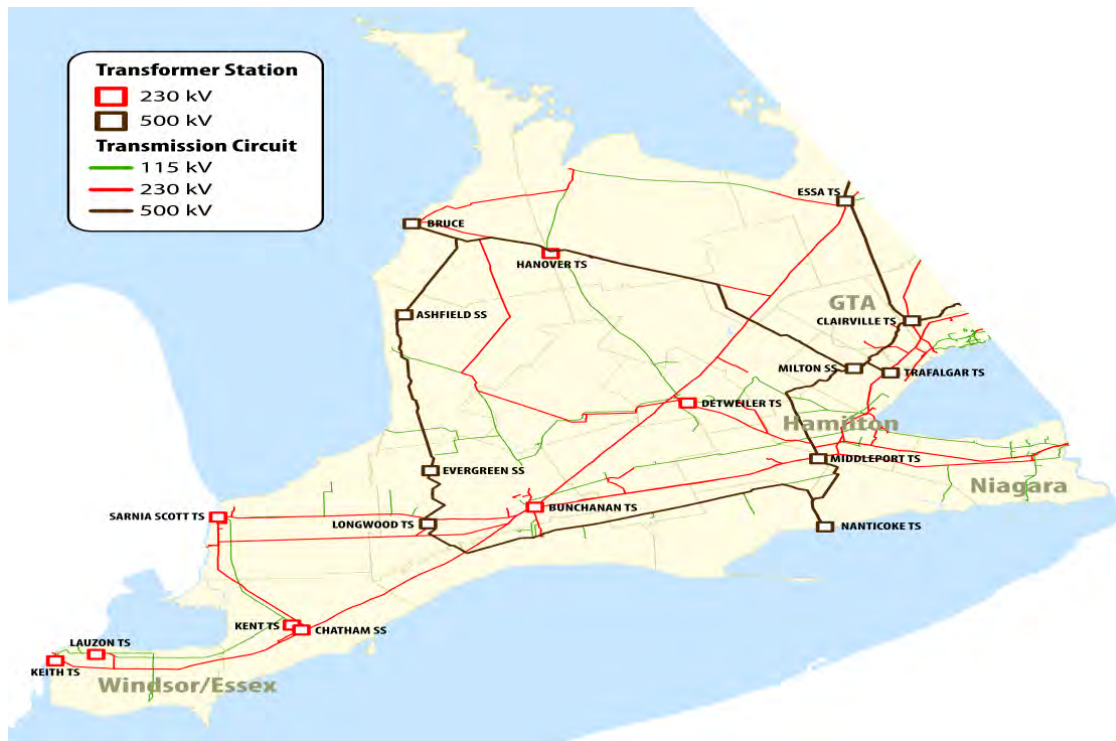 Transformer Station
230 kV
500 kV
Transmission Circuit
115 kV
230 kV
500 kV
ESSA TS
BRUCE
HANOVER TS
GTA
ASHFIELD SS
CLAIRVILLE TS
MILTON SS
TRAFALGAR TS
DETWEILER TS
Hamilton
MIDDLEPORT TS
EVERGREEN SS
Niagara
BUNCHANAN TS
SARNIA SCOTT TS
LONGWOOD TS
NANTICOKE TS
KENT TS
CHATHAM SS
LAUZON TS
KEITH TS
Windsor/Essex